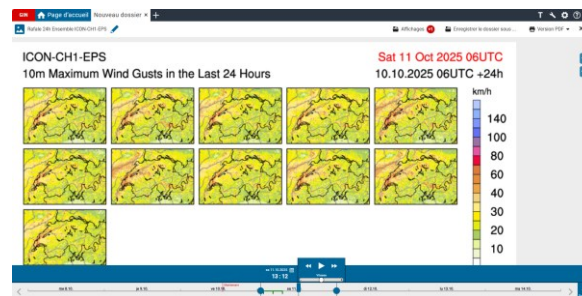 GIN Page d'accueil Nouveau dossier × + T
Rafale 24h Ensemble ICON-CH1-EPS Affichages Enregistrer le dossier sous... Version PDF
ICON-CH1-EPS Sat 11 Oct 2025 06UTC
10m Maximum Wind Gusts in the Last 24 Hours 10.10.2025 06UTC +24h
km/h
140
100
80
60
40
30
20
10
13:12